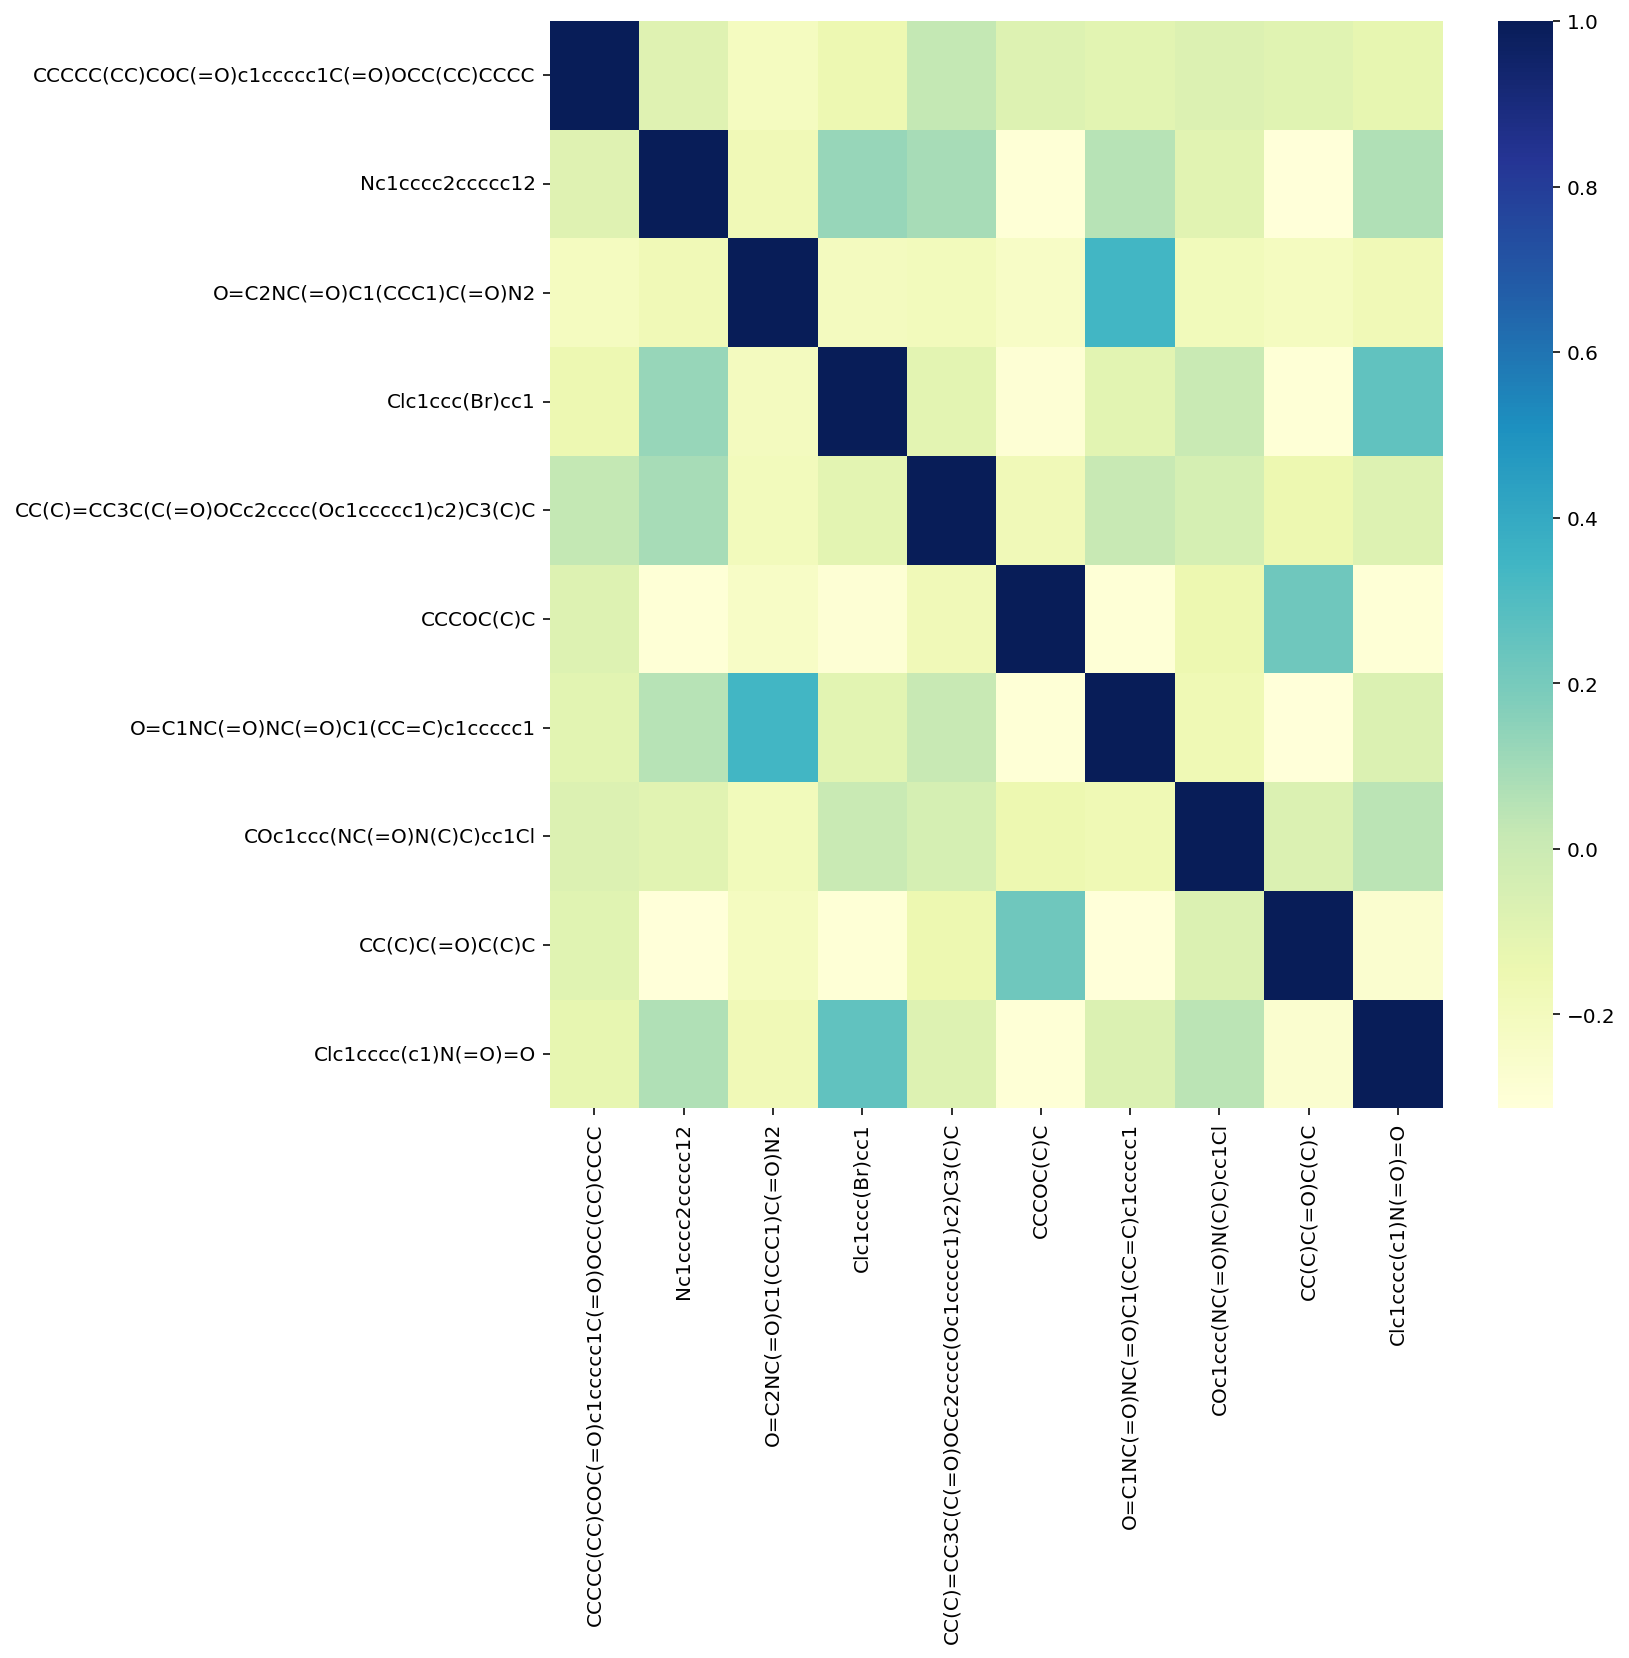 CCCCC(CC)COC(=O)c1ccccc1C(=O)OCC(CC)CCCC
Nc1cccc2ccccc12
O=C2NC(=O)C1(CCC1)C(=O)N2
Clc1ccc(Br)cc1
CC(C)=CC3C(C(=O)OCc2cccc(Oc1ccccc1)c2)C3(C)C
CCCOC(C)C
O=C1NC(=O)NC(=O)C1(CC=C)c1ccccc1
COc1ccc(NC(=O)N(C)C)cc1Cl
CC(C)C(=O)C(C)C
Clc1cccc(c1)N(=O)=O
CCCCC(CC)COC(=O)c1ccccc1C(=O)OCC(CC)CCCC
Nc1cccc2ccccc12
O=C2NC(=O)C1(CCC1)C(=O)N2
Clc1ccc(Br)cc1
CC(C)=CC3C(C(=O)OCc2cccc(Oc1ccccc1)c2)C3(C)C
CCCOC(C)C
O=C1NC(=O)NC(=O)C1(CC=C)c1ccccc1
COc1ccc(NC(=O)N(C)C)cc1Cl
CC(C)C(=O)C(C)C
Clc1cccc(c1)N(=O)=O
1.0
0.8
0.6
0.4
0.2
0.0
−0.2